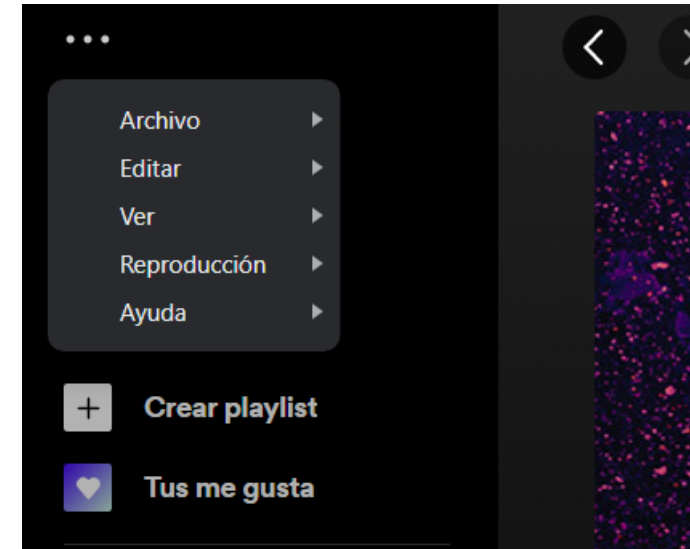 Archivo
Editar
Ver
Reproducción
Ayuda
Crear playlist
Tus me gusta